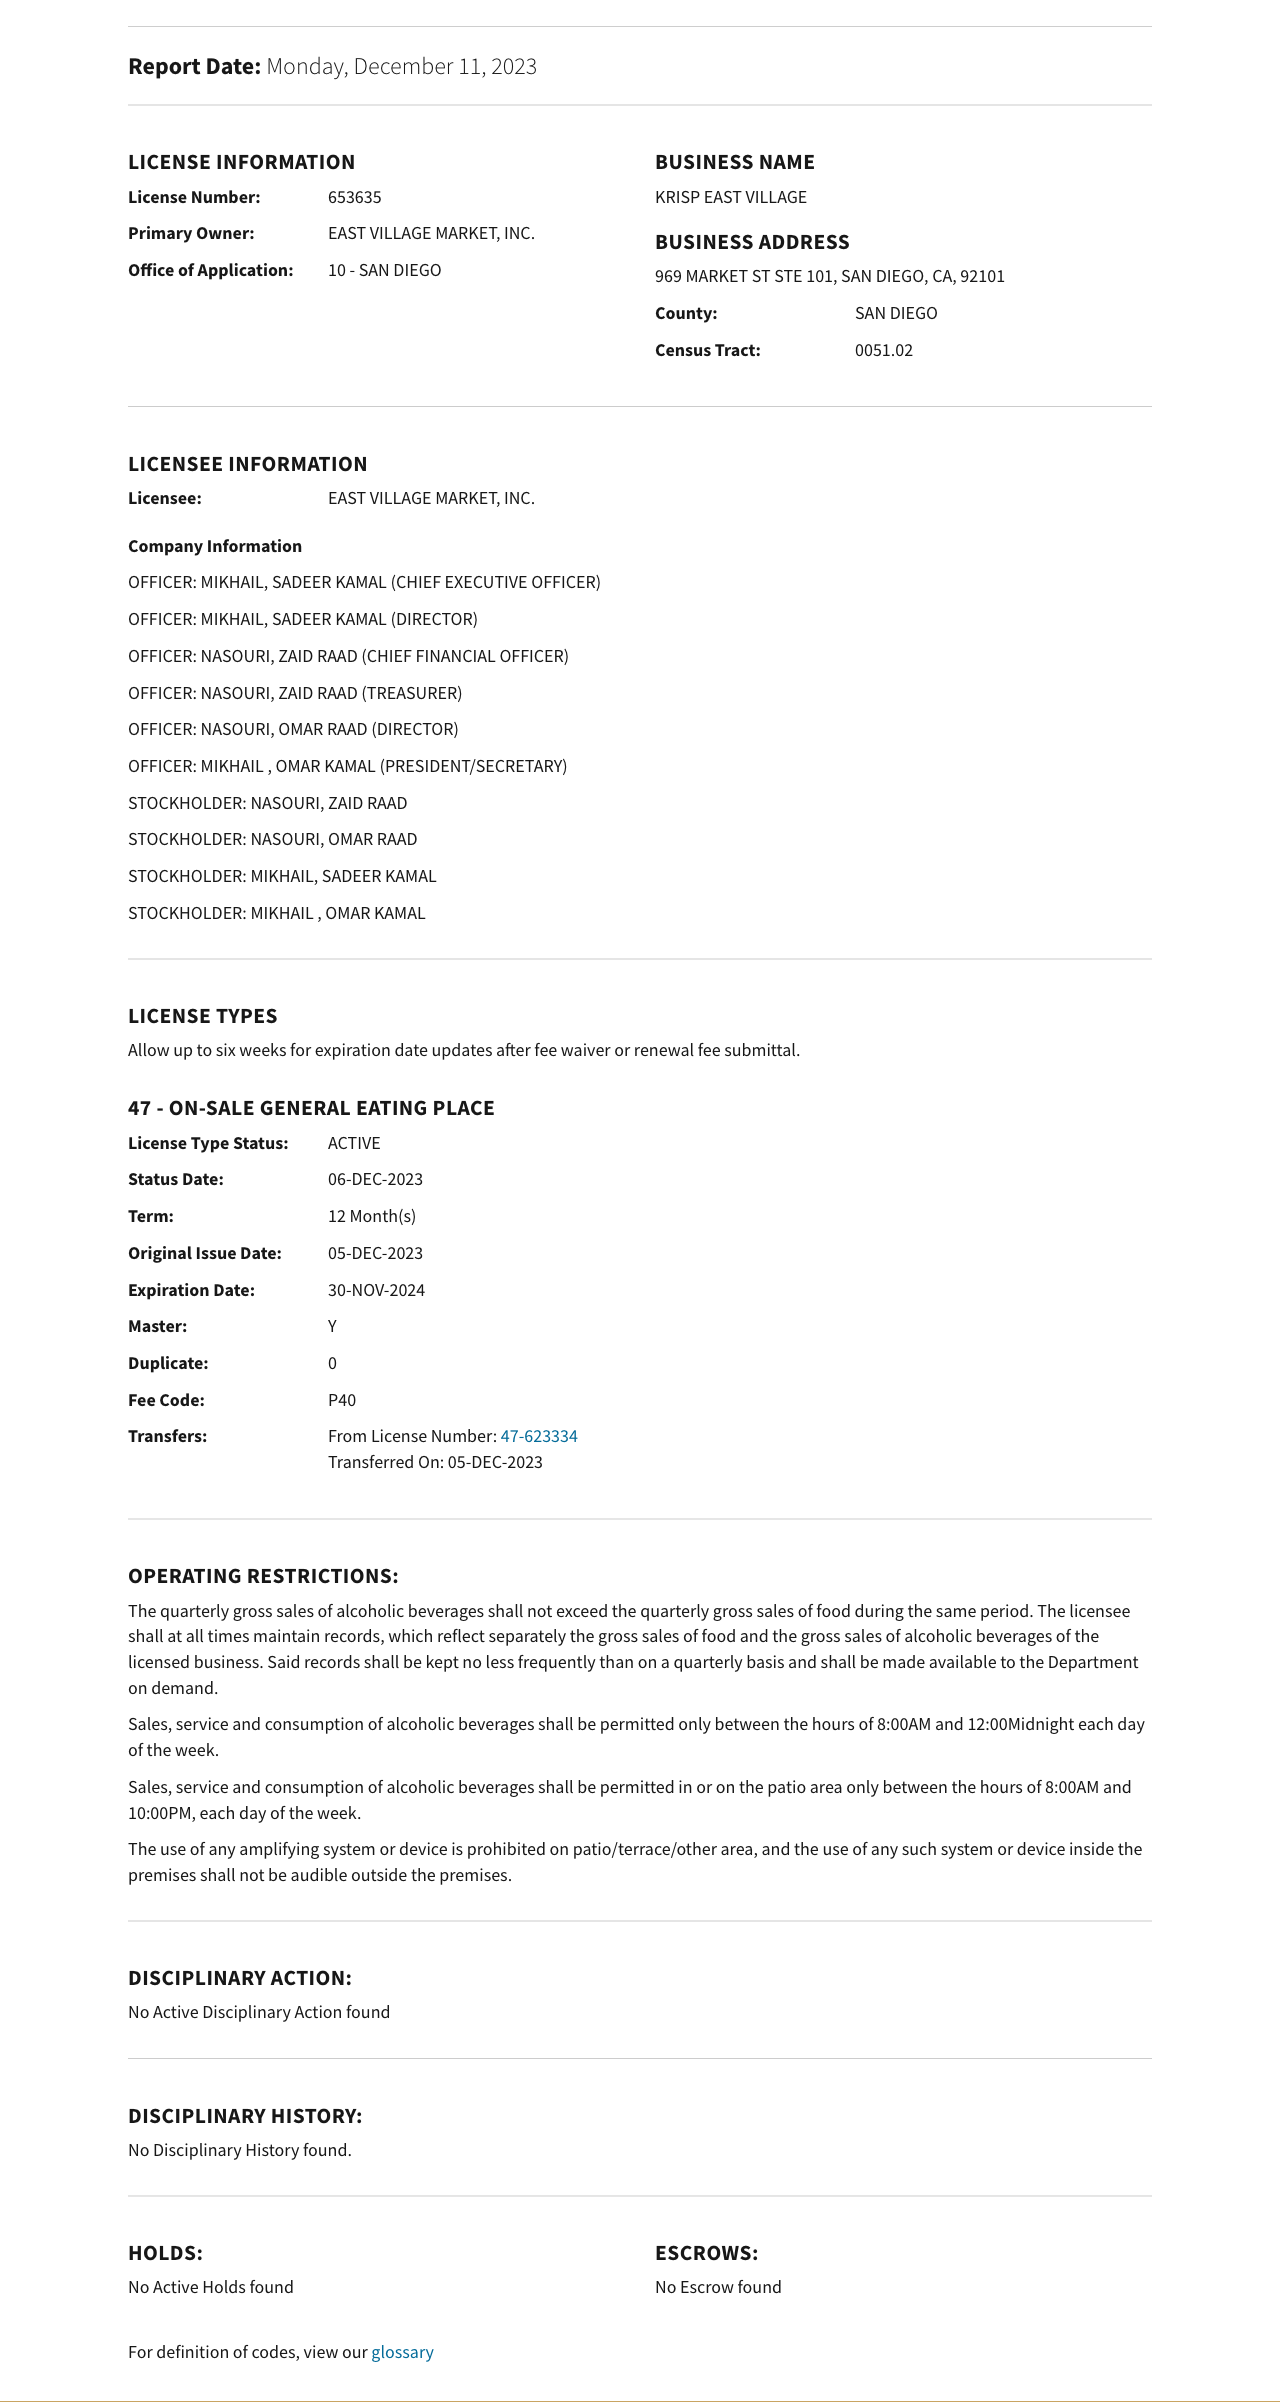 Report Date: Monday, December 11, 2023
LICENSE INFORMATION
License Number: 653635
Primary Owner: EAST VILLAGE MARKET, INC.
Office of Application: 10 - SAN DIEGO
BUSINESS NAME
KRISP EAST VILLAGE
BUSINESS ADDRESS
969 MARKET ST STE 101, SAN DIEGO, CA, 92101
County: SAN DIEGO
Census Tract: 0051.02
LICENSEE INFORMATION
Licensee: EAST VILLAGE MARKET, INC.
Company Information
OFFICER: MIKHAIL, SADEER KAMAL (CHIEF EXECUTIVE OFFICER)
OFFICER: MIKHAIL, SADEER KAMAL (DIRECTOR)
OFFICER: NASOURI, ZAID RAAD (CHIEF FINANCIAL OFFICER)
OFFICER: NASOURI, ZAID RAAD (TREASURER)
OFFICER: NASOURI, OMAR RAAD (DIRECTOR)
OFFICER: MIKHAIL , OMAR KAMAL (PRESIDENT/SECRETARY)
STOCKHOLDER: NASOURI, ZAID RAAD
STOCKHOLDER: NASOURI, OMAR RAAD
STOCKHOLDER: MIKHAIL, SADEER KAMAL
STOCKHOLDER: MIKHAIL , OMAR KAMAL
LICENSE TYPES
Allow up to six weeks for expiration date updates after fee waiver or renewal fee submittal.
47 - ON-SALE GENERAL EATING PLACE
License Type Status: ACTIVE
Status Date: 06-DEC-2023
Term: 12 Month(s)
Original Issue Date: 05-DEC-2023
Expiration Date: 30-NOV-2024
Master: Y
Duplicate: 0
Fee Code: P40
Transfers: From License Number: 47-623334
Transferred On: 05-DEC-2023
OPERATING RESTRICTIONS:
The quarterly gross sales of alcoholic beverages shall not exceed the quarterly gross sales of food during the same period. The licensee
shall at all times maintain records, which reflect separately the gross sales of food and the gross sales of alcoholic beverages of the
licensed business. Said records shall be kept no less frequently than on a quarterly basis and shall be made available to the Department
on demand.
Sales, service and consumption of alcoholic beverages shall be permitted only between the hours of 8:00AM and 12:00Midnight each day
of the week.
Sales, service and consumption of alcoholic beverages shall be permitted in or on the patio area only between the hours of 8:00AM and
10:00PM, each day of the week.
The use of any amplifying system or device is prohibited on patio/terrace/other area, and the use of any such system or device inside the
premises shall not be audible outside the premises.
DISCIPLINARY ACTION:
No Active Disciplinary Action found
DISCIPLINARY HISTORY:
No Disciplinary History found.
HOLDS:
No Active Holds found
ESCROWS:
No Escrow found
For definition of codes, view our glossary